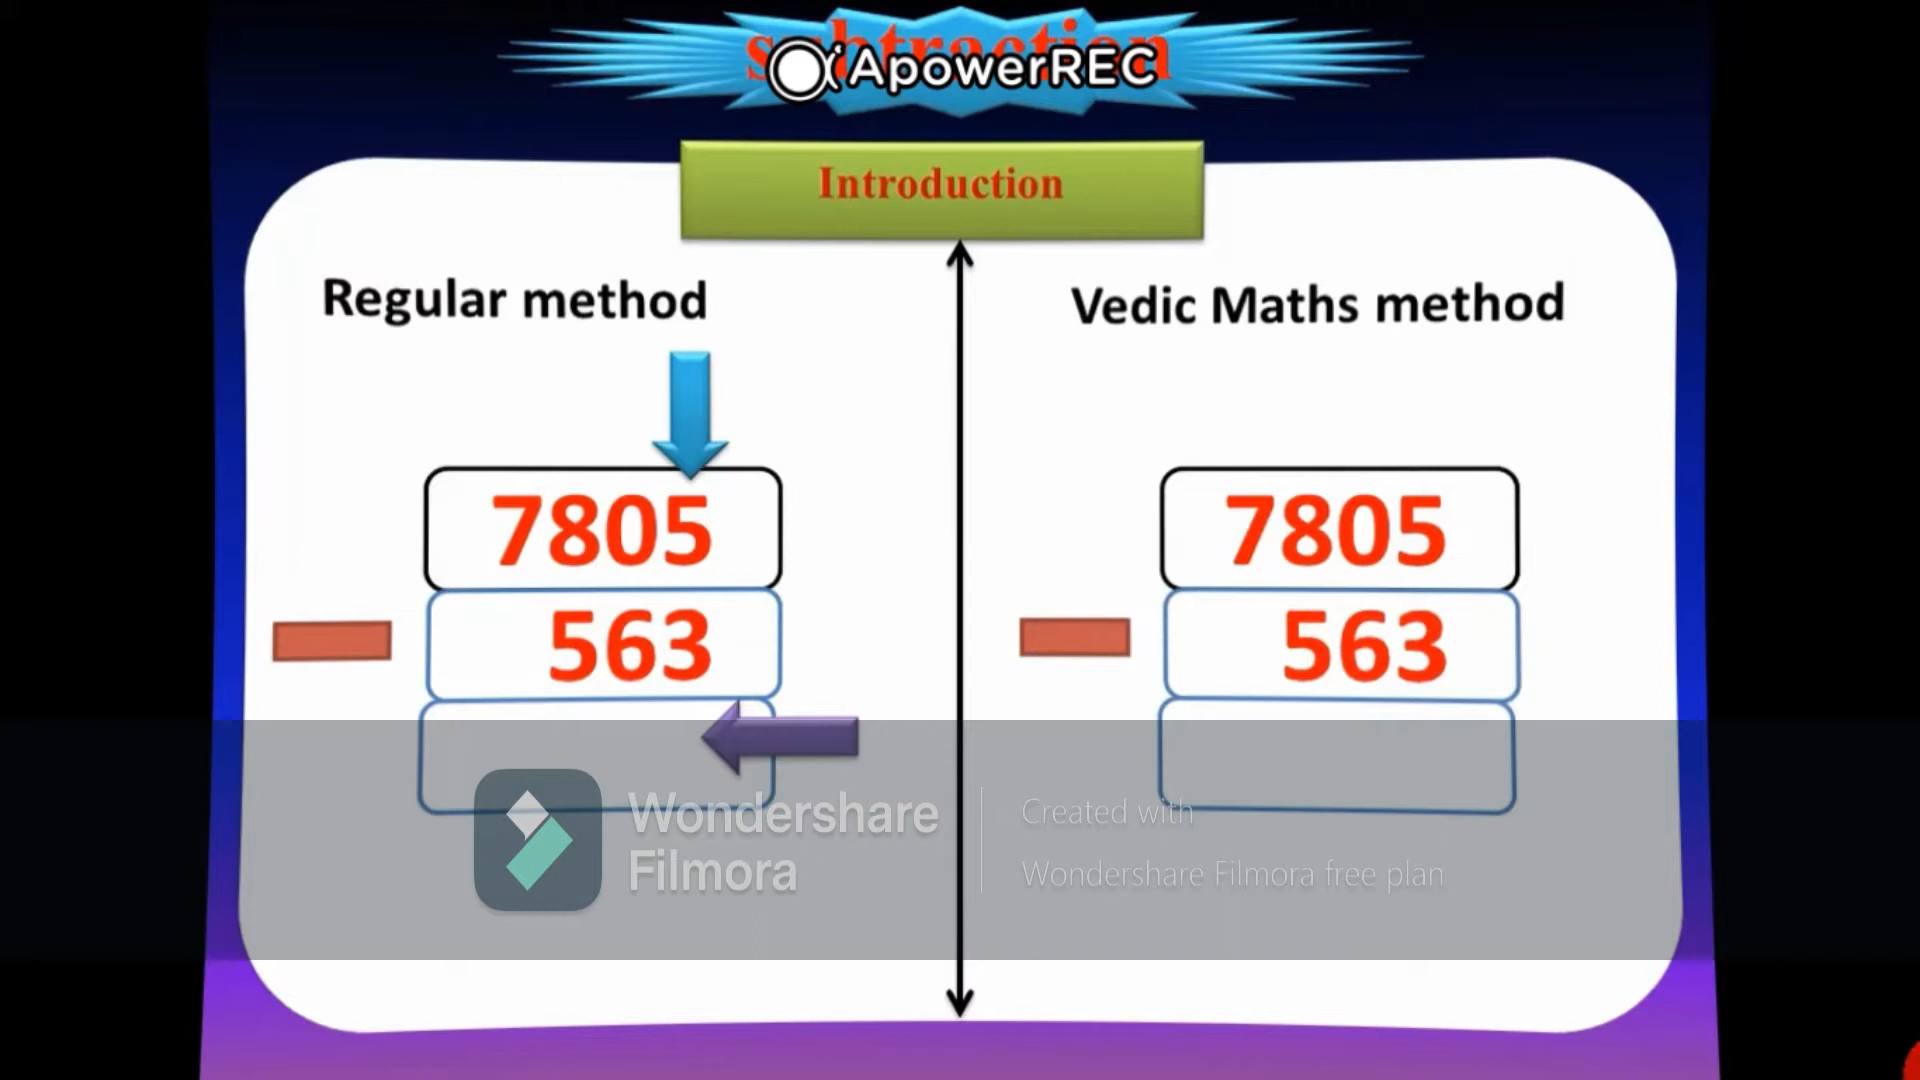 subtraction
ApowerREC
Introduction
Regular method
Vedic Maths method
7805
563
7805
563
Wondershare
Filmora
Created with
Wondershare Filmora free plan